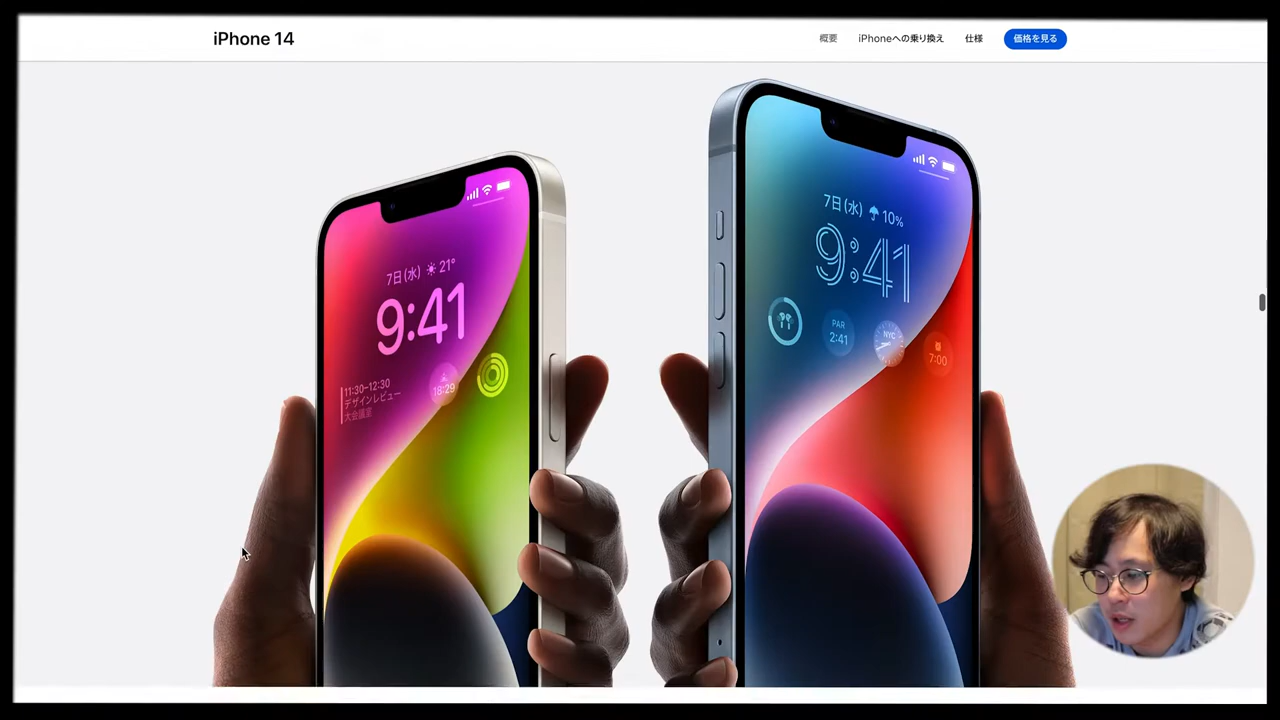 iPhone 14
概要 iPhoneへの乗り換え 仕様 価格を見る
7日(水) 21°
9:41
11:30–12:30
デザインレビュー
大会議室
18:29
7日(水) 10%
9:41
PAR
2:41
NYC
7:00